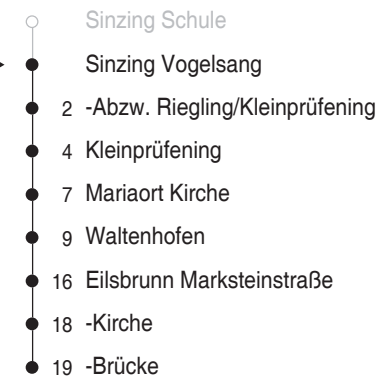 Sinzing Schule
Sinzing Vogelsang
2 -Abzw. Riegling/Kleinprüfening
4 Kleinprüfening
7 Mariaort Kirche
9 Waltenhofen
16 Eilsbrunn Marksteinstraße
18 -Kirche
19 -Brücke